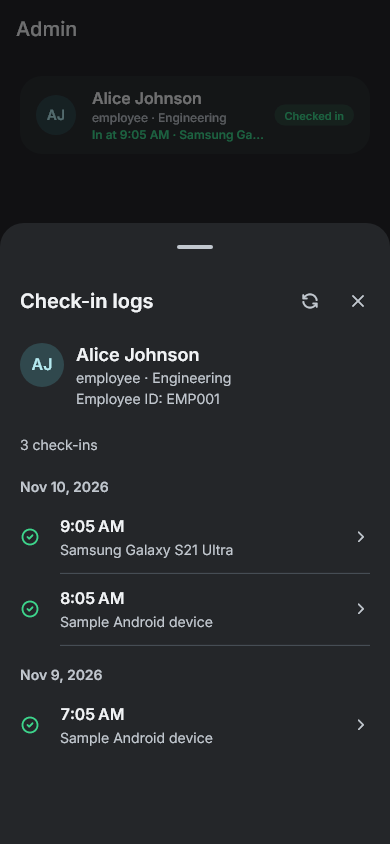 Admin
AJ
Alice Johnson
employee · Engineering
In at 9:05 AM · Samsung Ga...
Checked in
Check-in logs
AJ
Alice Johnson
employee · Engineering
Employee ID: EMP001
3 check-ins
Nov 10, 2026
9:05 AM
Samsung Galaxy S21 Ultra
8:05 AM
Sample Android device
Nov 9, 2026
7:05 AM
Sample Android device